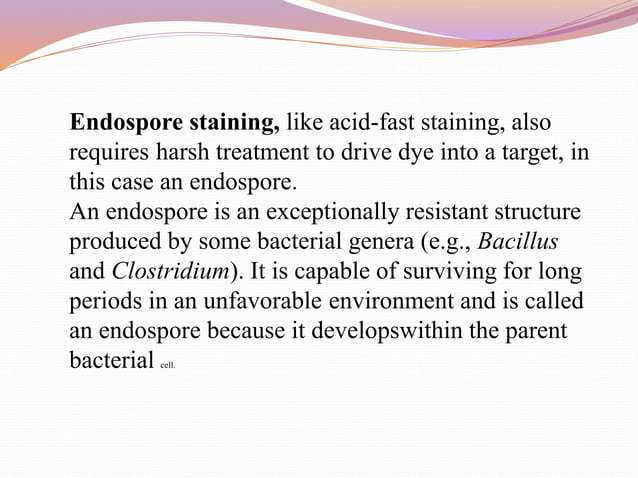 Endospore staining, like acid-fast staining, also
requires harsh treatment to drive dye into a target, in
this case an endospore.
An endospore is an exceptionally resistant structure
produced by some bacterial genera (e.g., Bacillus
and Clostridium). It is capable of surviving for long
periods in an unfavorable environment and is called
an endospore because it developswithin the parent
bacterial cell.